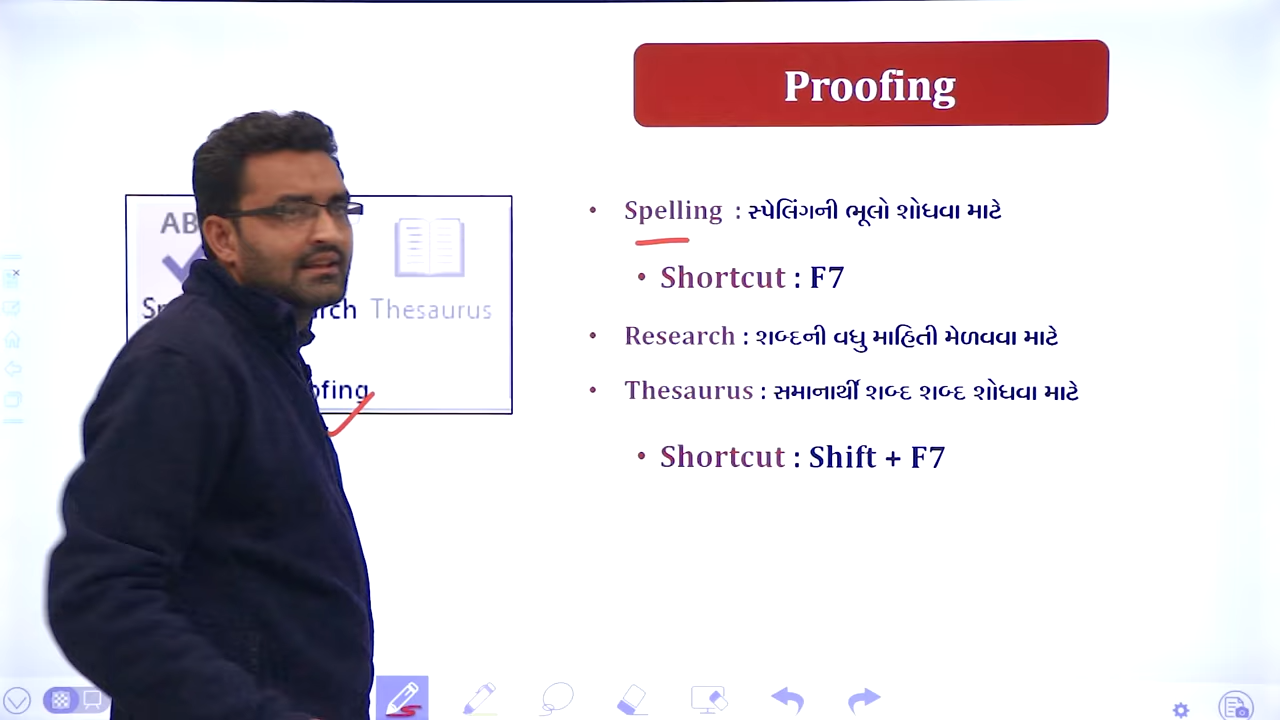 Proofing
Thesaurus
• Spelling : સ્પેલિંગની ભૂલો શોધવા માટે
• Shortcut : F7
• Research : શબ્દની વધુ માહિતી મેળવવા માટે
• Thesaurus : સમાનાર્થી શબ્દ શબ્દ શોધવા માટે
• Shortcut : Shift + F7